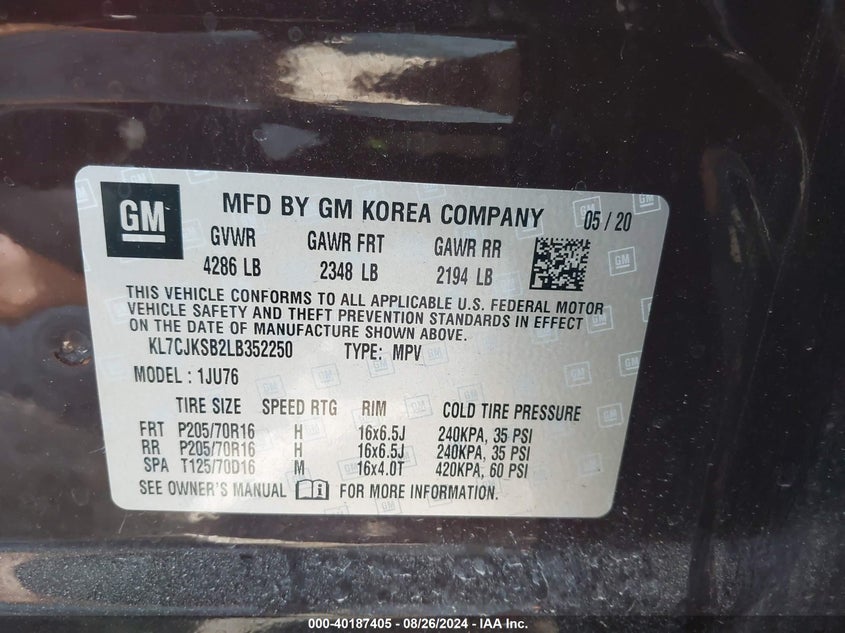 GM
MFD BY GM KOREA COMPANY 05 / 20
GVWR GAWR FRT GAWR RR
4286 LB 2348 LB 2194 LB
THIS VEHICLE CONFORMS TO ALL APPLICABLE U.S. FEDERAL MOTOR
VEHICLE SAFETY AND THEFT PREVENTION STANDARDS IN EFFECT
ON THE DATE OF MANUFACTURE SHOWN ABOVE.
KL7CJKSB2LB352250 TYPE: MPV
MODEL : 1JU76
TIRE SIZE SPEED RTG RIM COLD TIRE PRESSURE
FRT P205/70R16 H 16x6.5J 240KPA, 35 PSI
RR P205/70R16 H 16x6.5J 240KPA, 35 PSI
SPA T125/70D16 M 16x4.0T 420KPA, 60 PSI
SEE OWNER'S MANUAL FOR MORE INFORMATION.
000-40187405 - 08/26/2024 - IAA Inc.